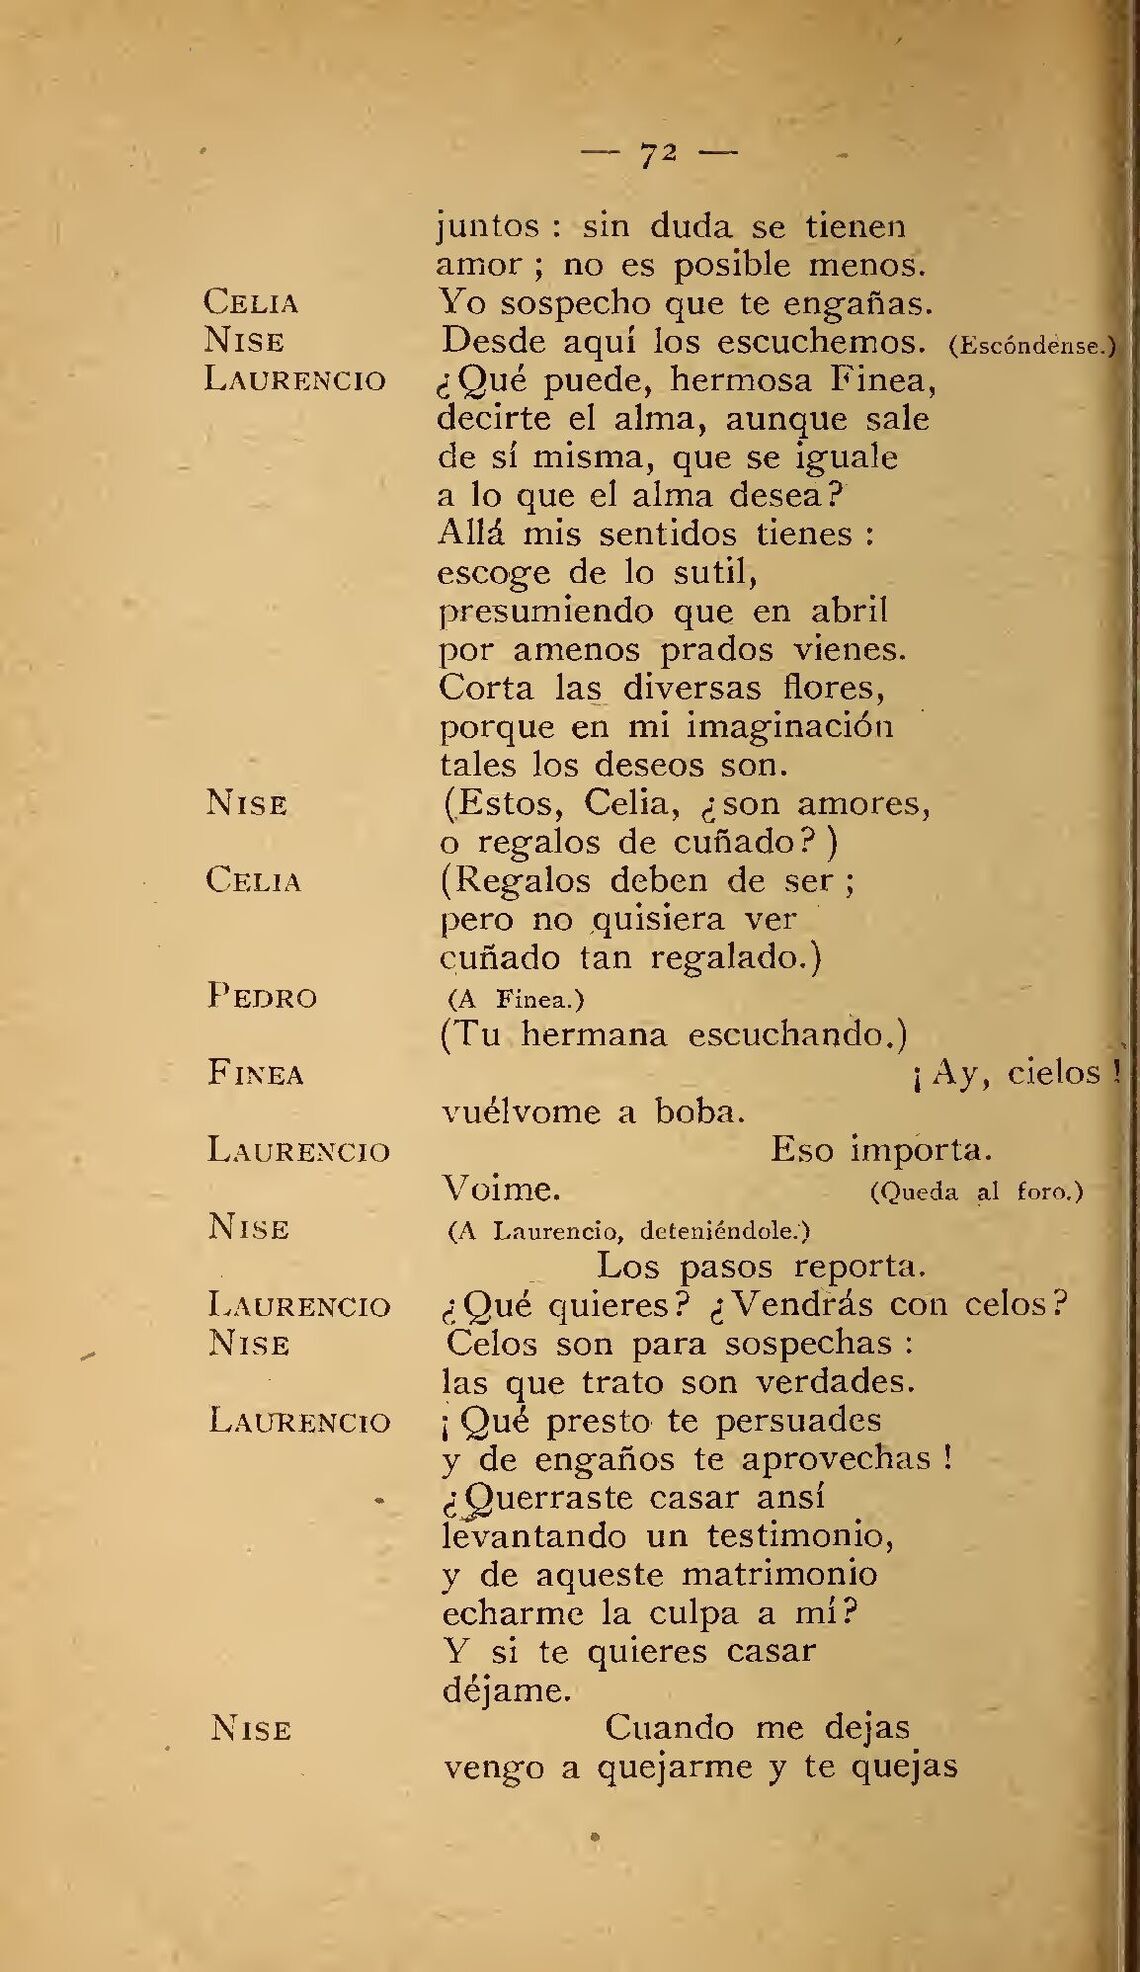 — 72 —
juntos : sin duda se tienen
amor ; no es posible menos.
CELIA Yo sospecho que te engañas.
NISE Desde aquí los escuchemos. (Escóndense.)
LAURENCIO ¿Qué puede, hermosa Finea,
decirte el alma, aunque sale
de sí misma, que se iguale
a lo que el alma desea?
Allá mis sentidos tienes :
escoge de lo sutil,
presumiendo que en abril
por amenos prados vienes.
Corta las diversas flores,
porque en mi imaginación
tales los deseos son.
NISE (Estos, Celia, ¿son amores,
o regalos de cuñado? )
CELIA (Regalos deben de ser ;
pero no quisiera ver
cuñado tan regalado.)
PEDRO (A Finea.)
(Tu hermana escuchando.)
FINEA ¡ Ay, cielos !
vuélvome a boba.
LAURENCIO Eso importa.
Voime. (Queda al foro.)
NISE (A Laurencio, deteniéndole.)
Los pasos reporta.
LAURENCIO ¿Qué quieres? ¿Vendrás con celos?
NISE Celos son para sospechas :
las que trato son verdades.
LAURENCIO ¡ Qué presto te persuades
y de engaños te aprovechas !
¿Querraste casar ansí
levantando un testimonio,
y de aqueste matrimonio
echarme la culpa a mí?
Y si te quieres casar
déjame.
NISE Cuando me dejas
vengo a quejarme y te quejas